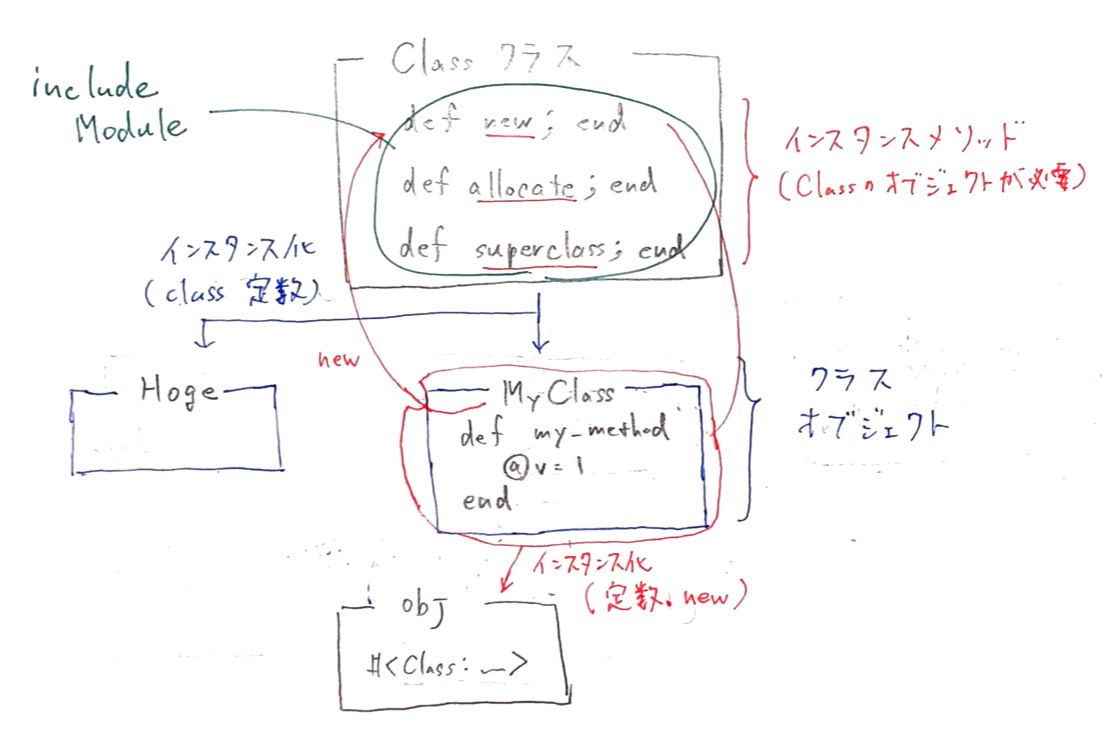 Class クラス
include
Module
def new; end
def allocate; end
def superclass; end
インスタンスメソッド
(Classのオブジェクトが必要)
インスタンス化
(class 定数)
new
Hoge
MyClass
def my_method
@v = 1
end
クラス
オブジェクト
インスタンス化
(定数.new)
obj
#<Class: ~>